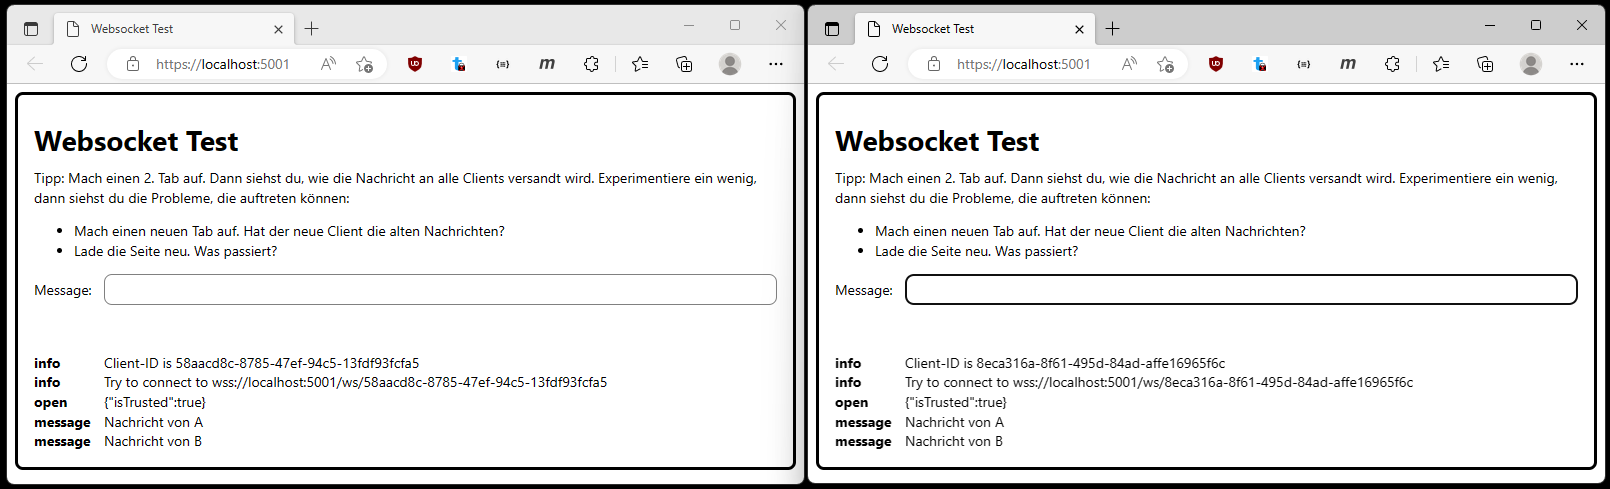 Websocket Test
https://localhost:5001
Websocket Test
Tipp: Mach einen 2. Tab auf. Dann siehst du, wie die Nachricht an alle Clients versandt wird. Experimentiere ein wenig,
dann siehst du die Probleme, die auftreten können:
• Mach einen neuen Tab auf. Hat der neue Client die alten Nachrichten?
• Lade die Seite neu. Was passiert?
Message:
info Client-ID is 58aacd8c-8785-47ef-94c5-13fdf93fcfa5
info Try to connect to wss://localhost:5001/ws/58aacd8c-8785-47ef-94c5-13fdf93fcfa5
open {"isTrusted":true}
message Nachricht von A
message Nachricht von B
Websocket Test
https://localhost:5001
Websocket Test
Tipp: Mach einen 2. Tab auf. Dann siehst du, wie die Nachricht an alle Clients versandt wird. Experimentiere ein wenig,
dann siehst du die Probleme, die auftreten können:
• Mach einen neuen Tab auf. Hat der neue Client die alten Nachrichten?
• Lade die Seite neu. Was passiert?
Message:
info Client-ID is 8eca316a-8f61-495d-84ad-affe16965f6c
info Try to connect to wss://localhost:5001/ws/8eca316a-8f61-495d-84ad-affe16965f6c
open {"isTrusted":true}
message Nachricht von A
message Nachricht von B